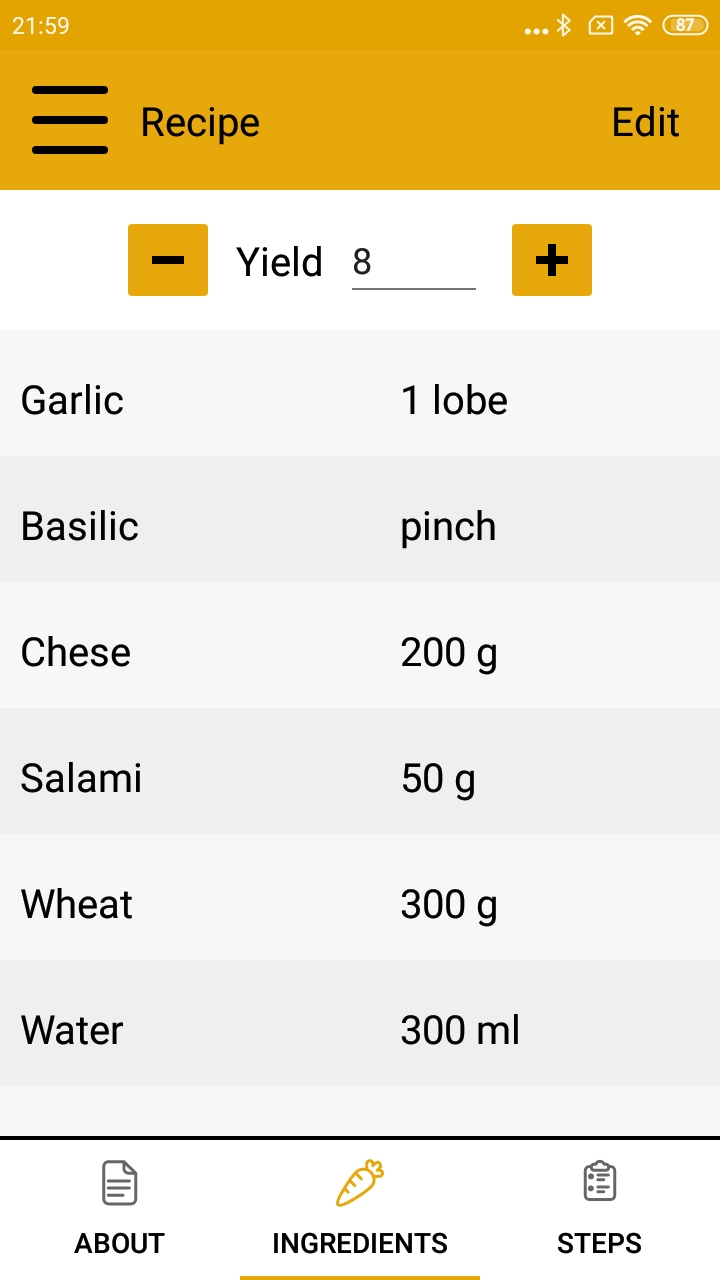 21:59 87
Recipe Edit
Yield 8
Garlic 1 lobe
Basilic pinch
Chese 200 g
Salami 50 g
Wheat 300 g
Water 300 ml
ABOUT INGREDIENTS STEPS